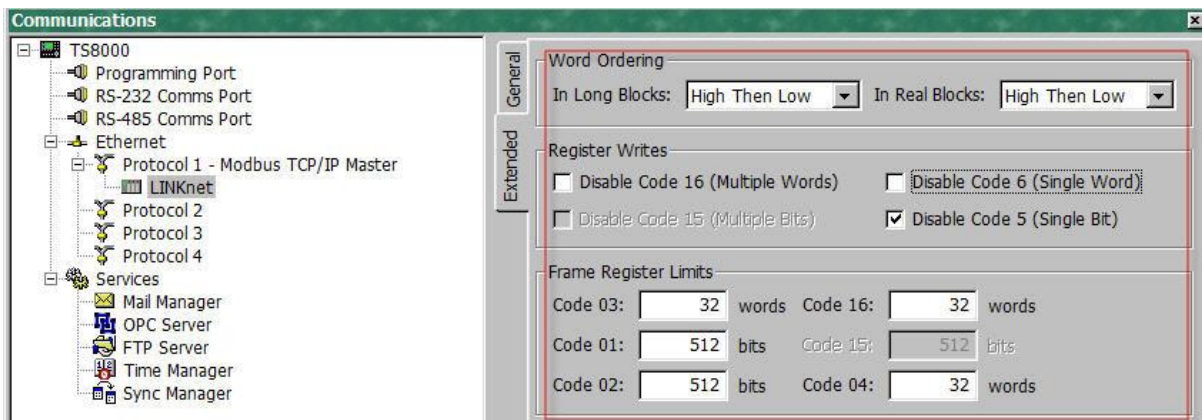 Communications
TS8000
Programming Port
RS-232 Comms Port
RS-485 Comms Port
Ethernet
Protocol 1 - Modbus TCP/IP Master
LINKnet
Protocol 2
Protocol 3
Protocol 4
Services
Mail Manager
OPC Server
FTP Server
Time Manager
Sync Manager
General
Extended
Word Ordering
In Long Blocks: High Then Low In Real Blocks: High Then Low
Register Writes
Disable Code 16 (Multiple Words) Disable Code 6 (Single Word)
Disable Code 15 (Multiple Bits) Disable Code 5 (Single Bit)
Frame Register Limits
Code 03: 32 words Code 16: 32 words
Code 01: 512 bits Code 15: 512 bits
Code 02: 512 bits Code 04: 32 words